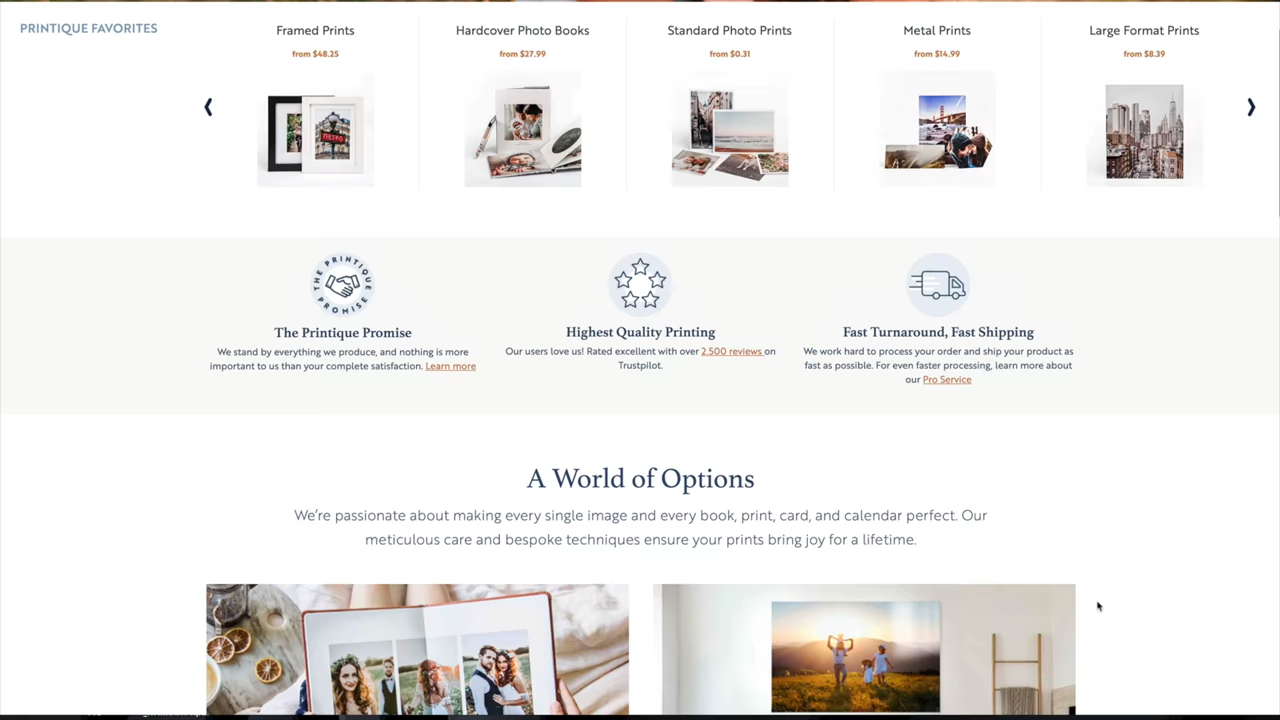 PRINTIQUE FAVORITES
Framed Prints
from $48.25
Hardcover Photo Books
from $27.99
Standard Photo Prints
from $0.31
Metal Prints
from $14.99
Large Format Prints
from $8.39
METRO
THE PRINTIQUE PROMISE
The Printique Promise
We stand by everything we produce, and nothing is more
important to us than your complete satisfaction. Learn more
Highest Quality Printing
Our users love us! Rated excellent with over 2,500 reviews on
Trustpilot.
Fast Turnaround, Fast Shipping
We work hard to process your order and ship your product as
fast as possible. For even faster processing, learn more about
our Pro Service
A World of Options
We're passionate about making every single image and every book, print, card, and calendar perfect. Our
meticulous care and bespoke techniques ensure your prints bring joy for a lifetime.